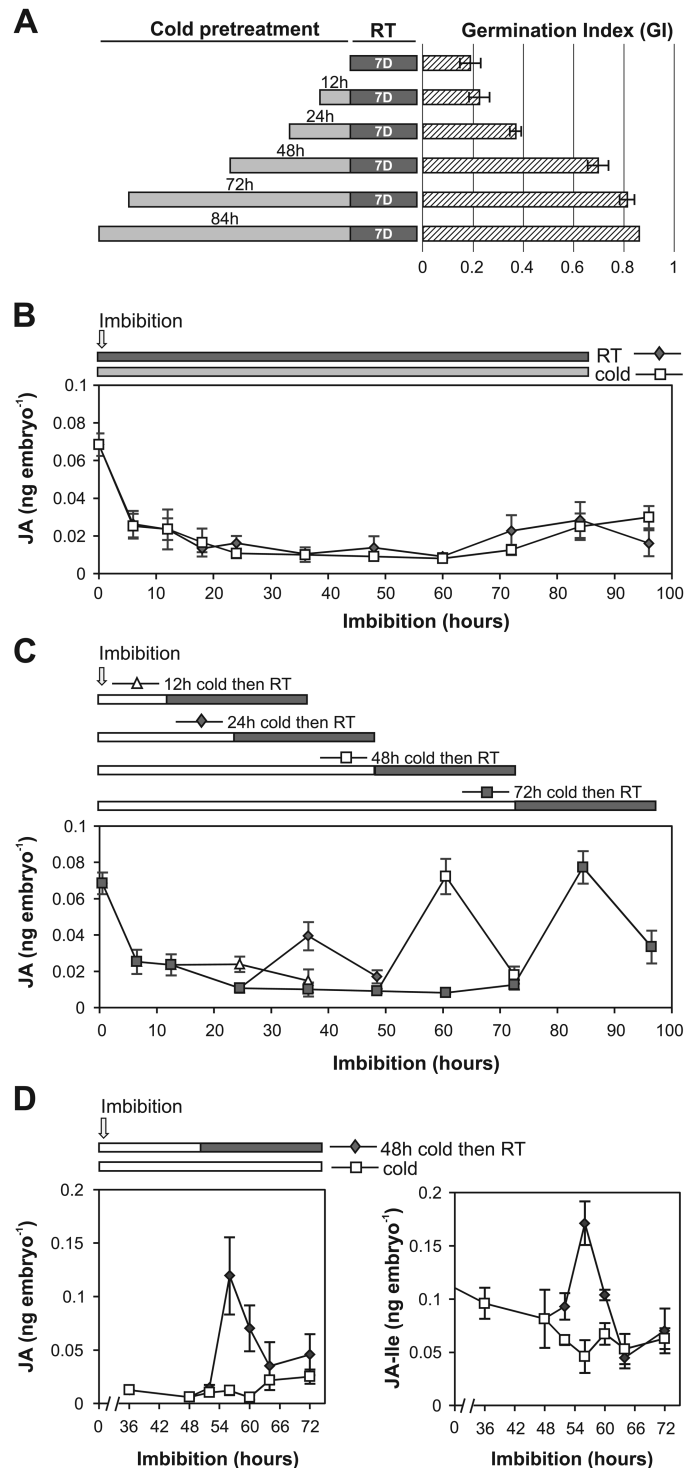 A
Cold pretreatment RT Germination Index (GI)
7D
12h
7D
24h
7D
48h
7D
72h
7D
84h
7D
0 0.2 0.4 0.6 0.8 1
B
Imbibition
RT
cold
0.1
0.08
0.06
0.04
0.02
0
JA (ng embryo⁻¹)
0 10 20 30 40 50 60 70 80 90 100
Imbibition (hours)
C
Imbibition
12h cold then RT
24h cold then RT
48h cold then RT
72h cold then RT
0.1
0.08
0.06
0.04
0.02
0
JA (ng embryo⁻¹)
0 10 20 30 40 50 60 70 80 90 100
Imbibition (hours)
D
Imbibition
48h cold then RT
cold
0.2
0.15
0.1
0.05
0
JA (ng embryo⁻¹)
0 36 42 48 54 60 66 72
Imbibition (hours)
0.2
0.15
0.1
0.05
0
JA-Ile (ng embryo⁻¹)
0 36 42 48 54 60 66 72
Imbibition (hours)